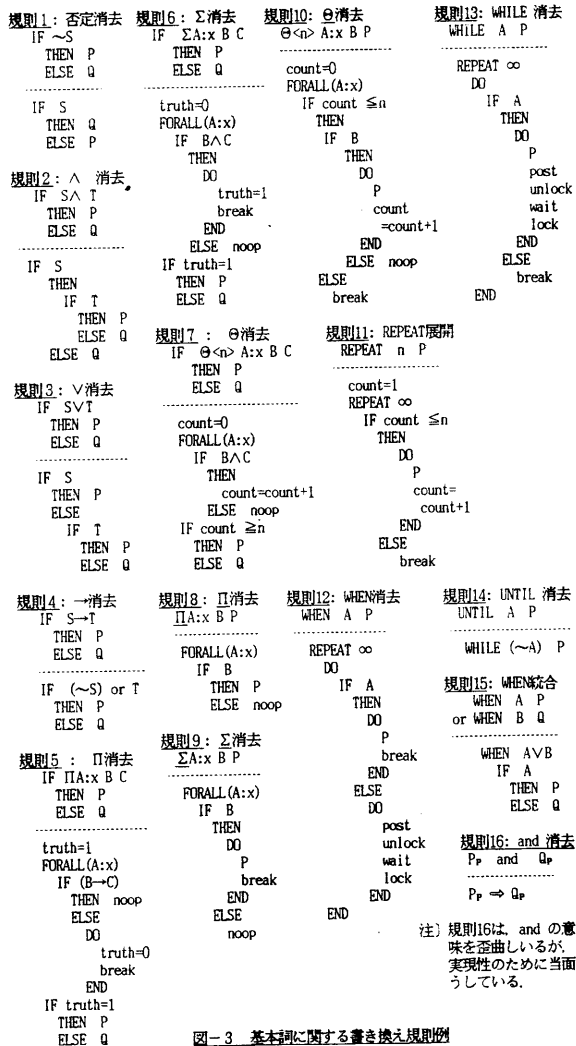 規則1：否定消去
IF ～S
THEN P
ELSE Q
IF S
THEN Q
ELSE P
規則2：∧ 消去
IF S∧ T
THEN P
ELSE Q
IF S
THEN
IF T
THEN P
ELSE Q
ELSE Q
規則3：∨消去
IF S∨T
THEN P
ELSE Q
IF S
THEN P
ELSE
IF T
THEN P
ELSE Q
規則4：→消去
IF S→T
THEN P
ELSE Q
IF (～S) or T
THEN P
ELSE Q
規則5 ： Π消去
IF ΠA:x B C
THEN P
ELSE Q
truth=1
FORALL(A:x)
IF (B→C)
THEN noop
ELSE
DO
truth=0
break
END
IF truth=1
THEN P
ELSE Q
規則6：Σ消去
IF ΣA:x B C
THEN P
ELSE Q
truth=0
FORALL(A:x)
IF B∧C
THEN
DO
truth=1
break
END
ELSE noop
IF truth=1
THEN P
ELSE Q
規則7 ： Θ消去
IF Θ<n> A:x B C
THEN P
ELSE Q
count=0
FORALL(A:x)
IF B∧C
THEN
count=count+1
ELSE noop
IF count ≧n
THEN P
ELSE Q
規則8：Π消去
ΠA:x B P
FORALL(A:x)
IF B
THEN P
ELSE noop
規則9：Σ消去
ΣA:x B P
FORALL(A:x)
IF B
THEN
DO
P
break
END
ELSE
noop
規則10：Θ消去
Θ<n> A:x B P
count=0
FORALL(A:x)
IF count ≦n
THEN
IF B
THEN
DO
P
count
=count+1
END
ELSE noop
ELSE
break
規則11：REPEAT展開
REPEAT n P
count=1
REPEAT ∞
IF count ≦n
THEN
DO
P
count=
count+1
END
ELSE
break
規則12：WHEN消去
WHEN A P
REPEAT ∞
DO
IF A
THEN
DO
P
break
END
ELSE
DO
post
unlock
wait
lock
END
END
規則13：WHILE 消去
WHILE A P
REPEAT ∞
DO
IF A
THEN
DO
P
post
unlock
wait
lock
END
ELSE
break
END
規則14：UNTIL 消去
UNTIL A P
WHILE (～A) P
規則15：WHEN統合
WHEN A P
or WHEN B Q
WHEN A∨B
IF A
THEN P
ELSE Q
規則16：and 消去
Pₚ and Qₚ
Pₚ ⇒ Qₚ
注〕規則16は，and の意
味を歪曲しいるが，
実現性のために当面
うしている．
図－3 基本詞に関する書き換え規則例